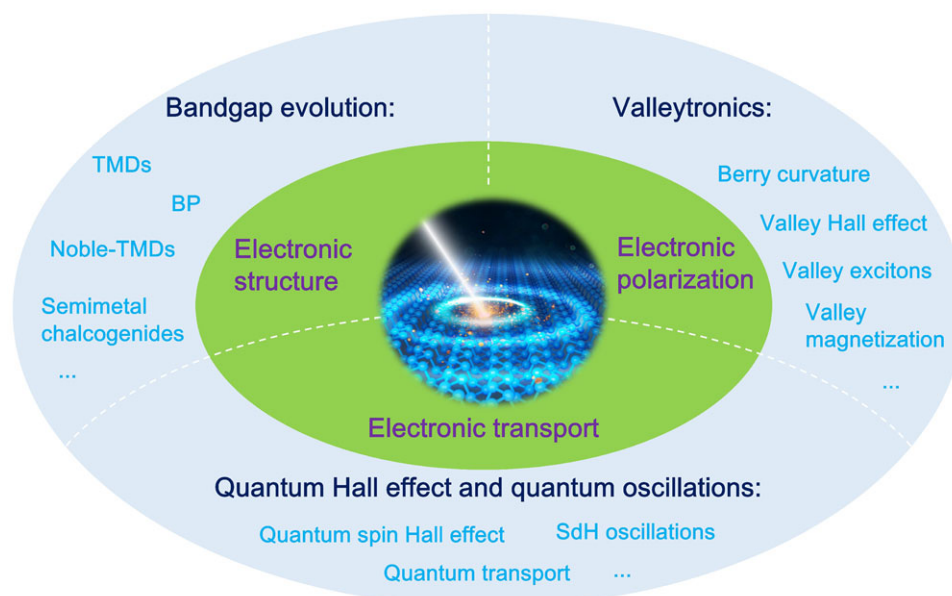 Bandgap evolution:
TMDs
BP
Noble-TMDs
Semimetal
chalcogenides
...
Valleytronics:
Berry curvature
Valley Hall effect
Valley excitons
Valley
magnetization
...
Electronic
structure
Electronic
polarization
Electronic transport
Quantum Hall effect and quantum oscillations:
Quantum spin Hall effect
SdH oscillations
Quantum transport
...